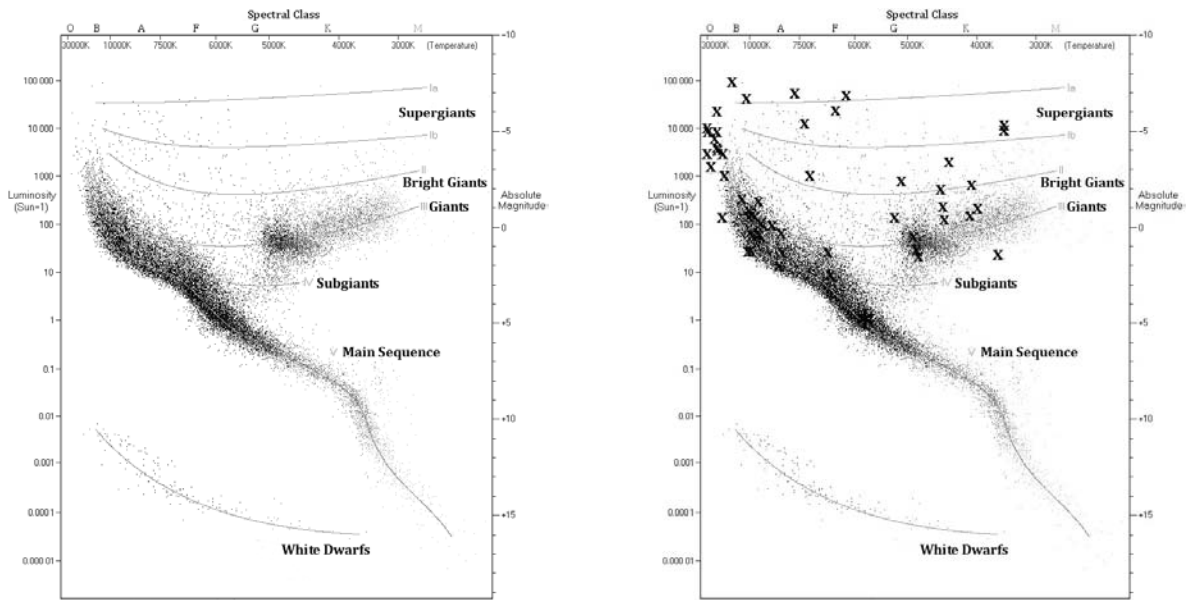 Spectral Class
O B A F G K M
30000K 10000K 7500K 6000K 5000K 4000K 3000K (Temperature)
-10
100 000
Ia
Supergiants
10 000
Ib
-5
1000
II
Bright Giants
Luminosity
(Sun=1)
Absolute
Magnitude
III Giants
100
0
10
IV Subgiants
1
+5
V Main Sequence
0.1
0.01
+10
0.001
0.0001
+15
White Dwarfs
0.000 01
Spectral Class
O B A F G K M
30000K 10000K 7500K 6000K 5000K 4000K 3000K (Temperature)
-10
100 000
Ia
Supergiants
10 000
Ib
-5
1000
II
Bright Giants
Luminosity
(Sun=1)
Absolute
Magnitude
III Giants
100
0
10
IV Subgiants
1
+5
V Main Sequence
0.1
0.01
+10
0.001
0.0001
+15
White Dwarfs
0.000 01